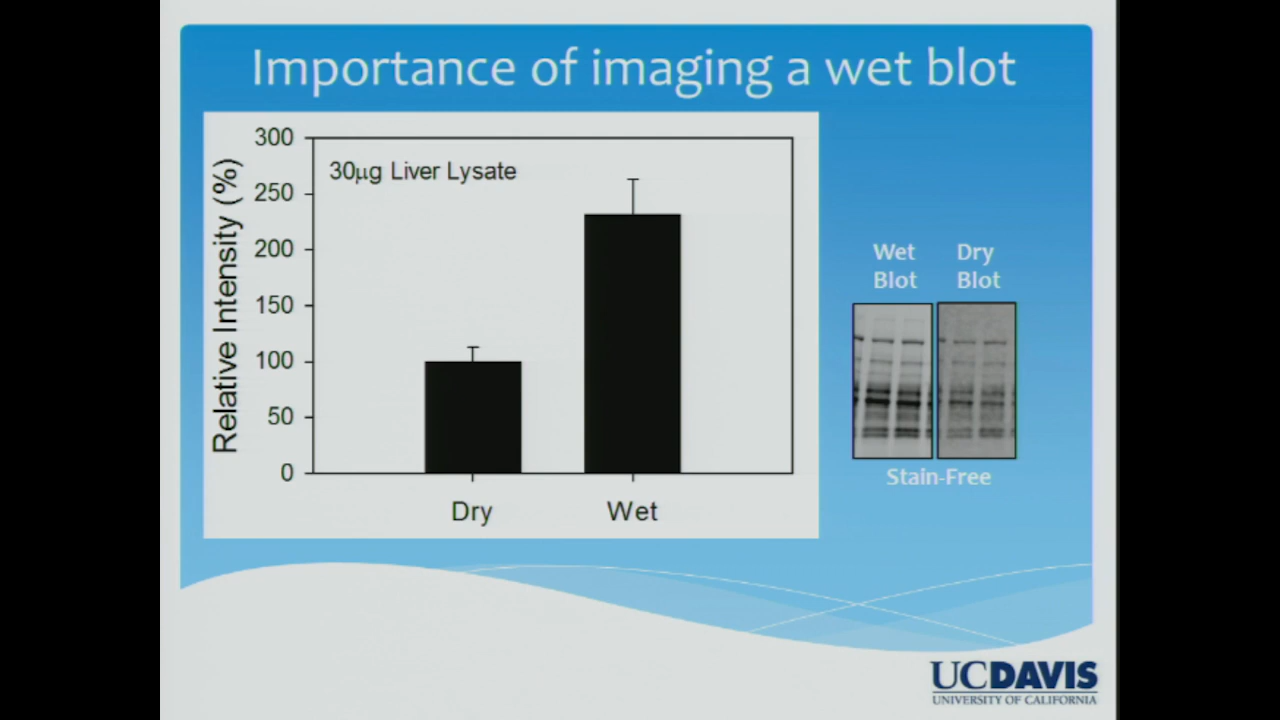 Importance of imaging a wet blot
300
250
200
150
100
50
0
Relative Intensity (%)
30µg Liver Lysate
Dry
Wet
Wet
Blot
Dry
Blot
Stain-Free
UCDAVIS
UNIVERSITY OF CALIFORNIA